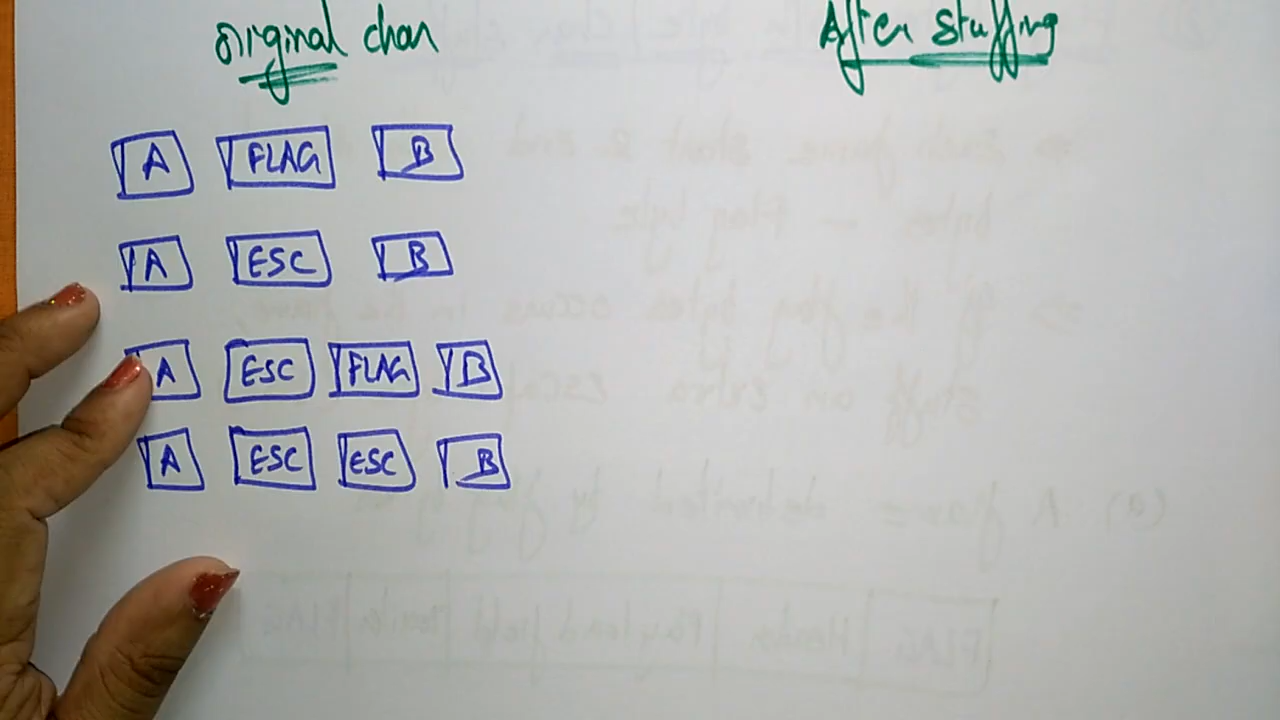 original char After stuffing
A FLAG B
A ESC B
A ESC FLAG B
A ESC ESC B